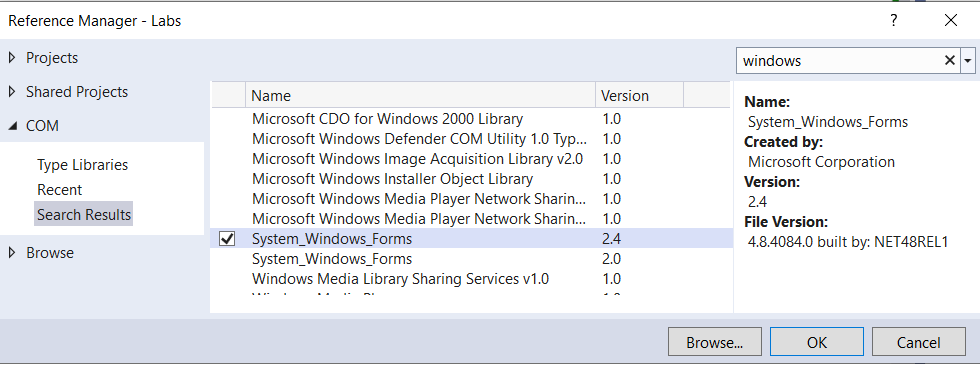 Reference Manager - Labs
?
Projects
Shared Projects
COM
Type Libraries
Recent
Search Results
Browse
Name Version
Microsoft CDO for Windows 2000 Library 1.0
Microsoft Windows Defender COM Utility 1.0 Typ... 1.0
Microsoft Windows Image Acquisition Library v2.0 1.0
Microsoft Windows Installer Object Library 1.0
Microsoft Windows Media Player Network Sharin... 1.0
Microsoft Windows Media Player Network Sharin... 1.0
System_Windows_Forms 2.4
System_Windows_Forms 2.0
Windows Media Library Sharing Services v1.0 1.0
windows
Name:
System_Windows_Forms
Created by:
Microsoft Corporation
Version:
2.4
File Version:
4.8.4084.0 built by: NET48REL1
Browse... OK Cancel